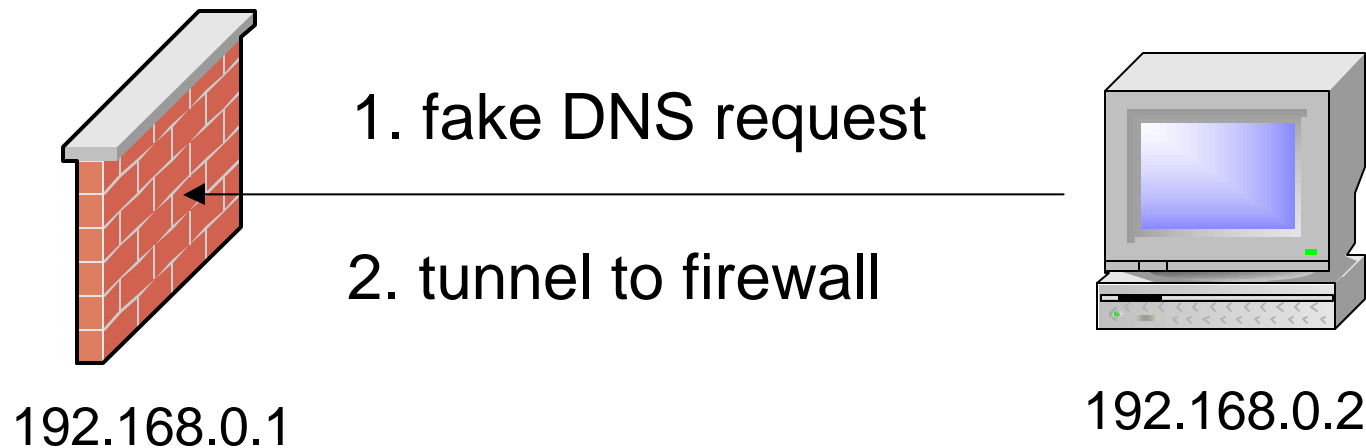 1. fake DNS request
2. tunnel to firewall
192.168.0.1
192.168.0.2